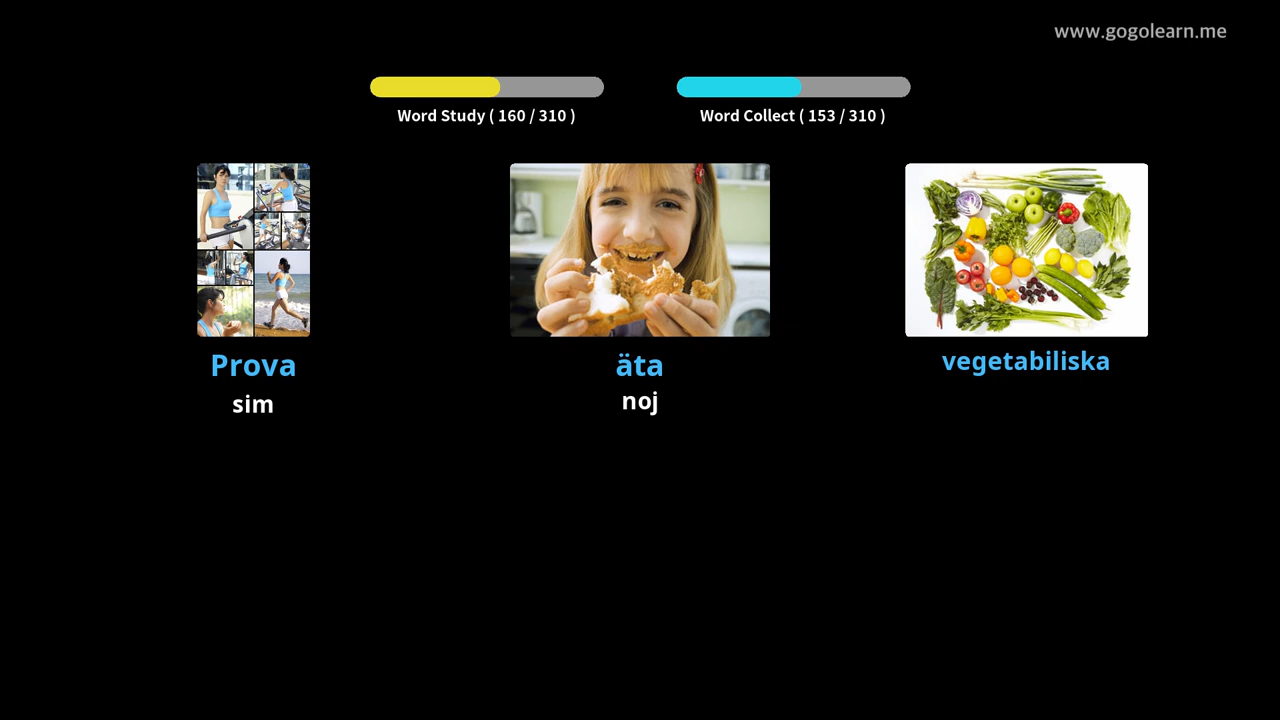 www.gogolearn.me
Word Study ( 160 / 310 )
Word Collect ( 153 / 310 )
Prova
sim
äta
noj
vegetabiliska